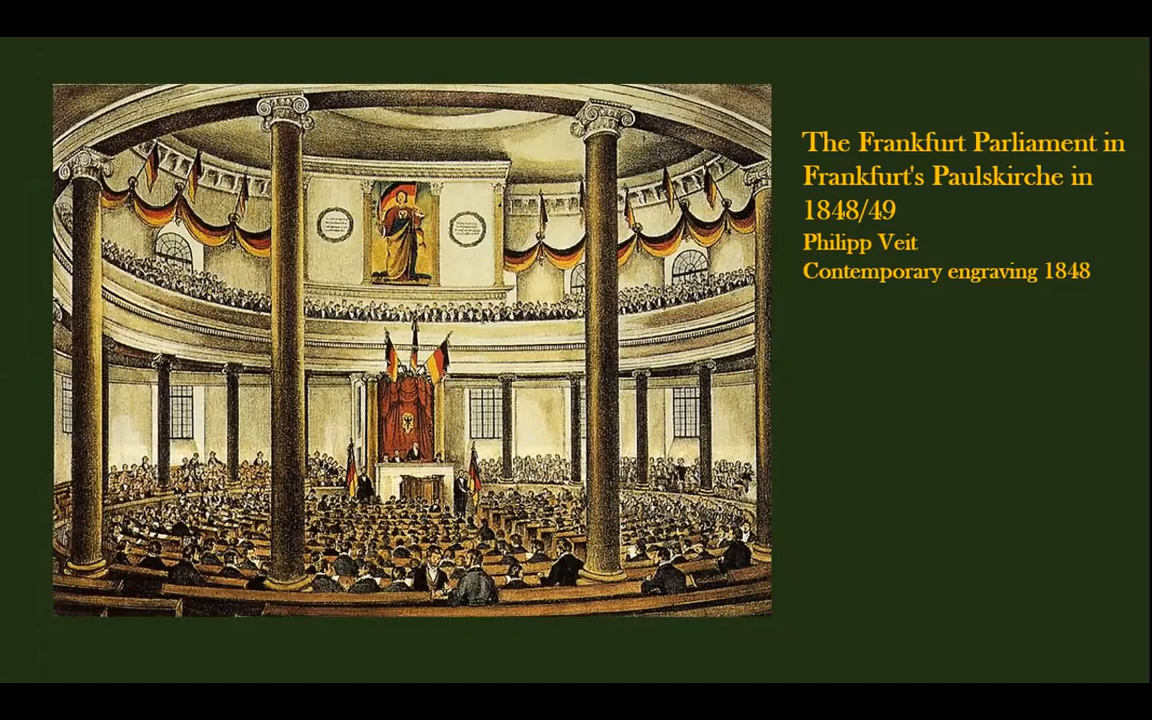 The Frankfurt Parliament in
Frankfurt's Paulskirche in
1848/49
Philipp Veit
Contemporary engraving 1848